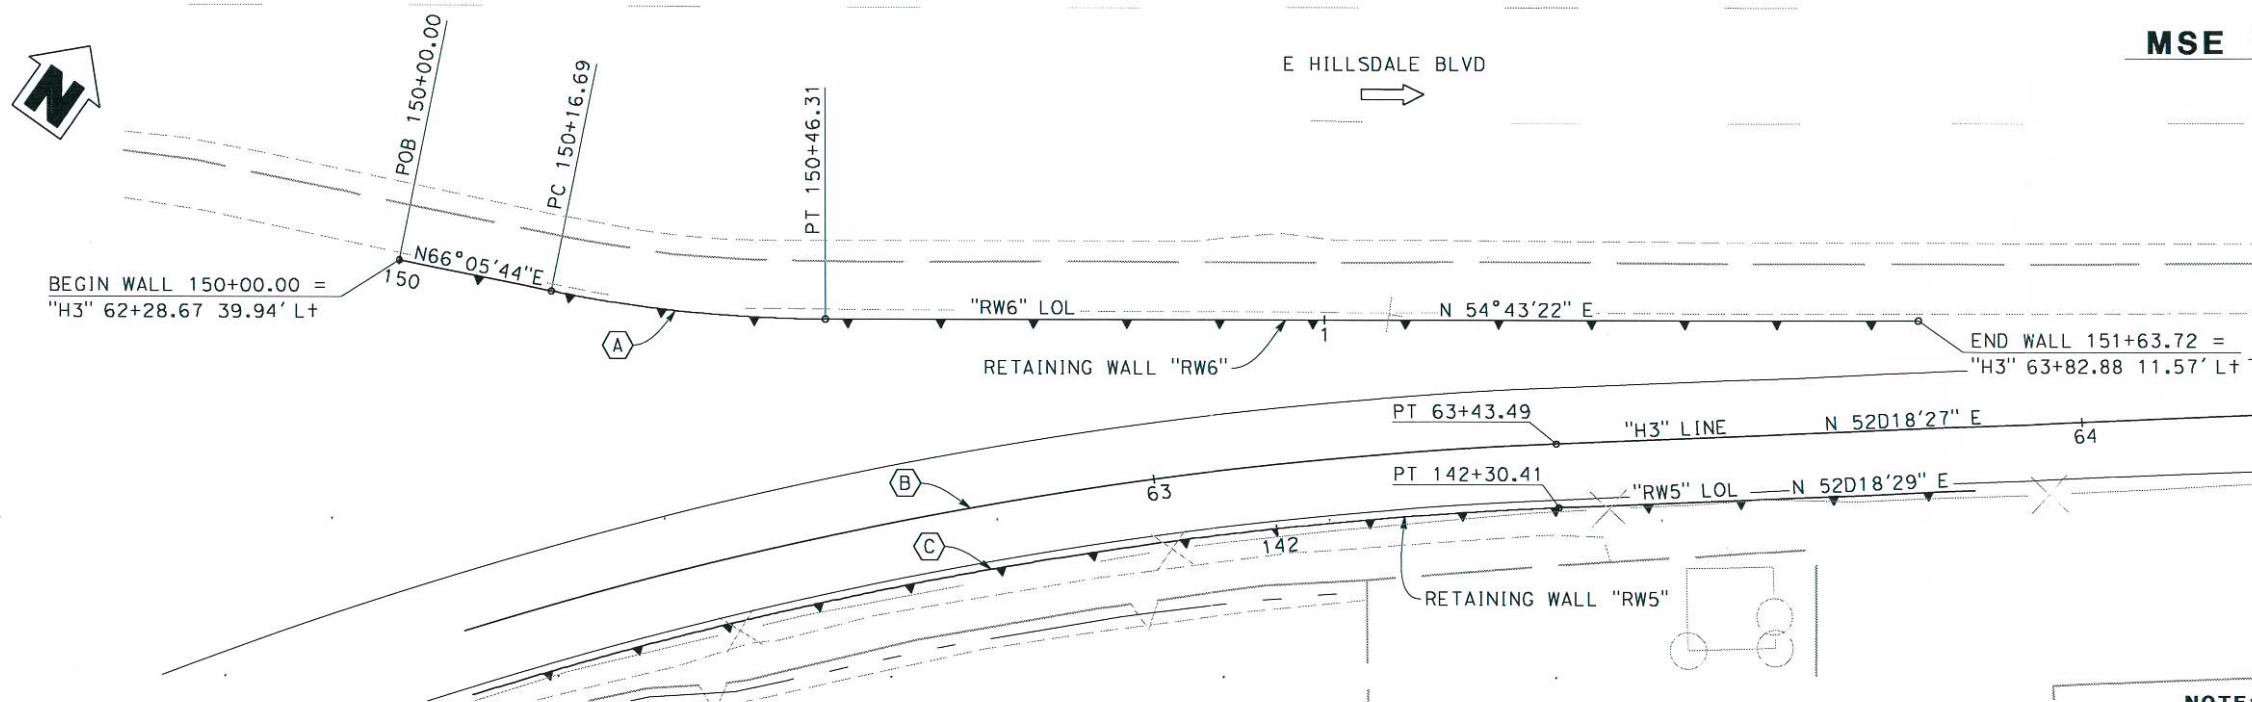 MSE
N
E HILLSDALE BLVD
POB 150+00.00
PC 150+16.69
PT 150+46.31
N66°05'44"E
150
BEGIN WALL 150+00.00 =
"H3" 62+28.67 39.94' Lt
"RW6" LOL
N 54°43'22" E
1
A
RETAINING WALL "RW6"
END WALL 151+63.72 =
"H3" 63+82.88 11.57' Lt
PT 63+43.49
"H3" LINE
N 52D18'27" E
64
B
63
PT 142+30.41
"RW5" LOL
N 52D18'29" E
C
142
RETAINING WALL "RW5"